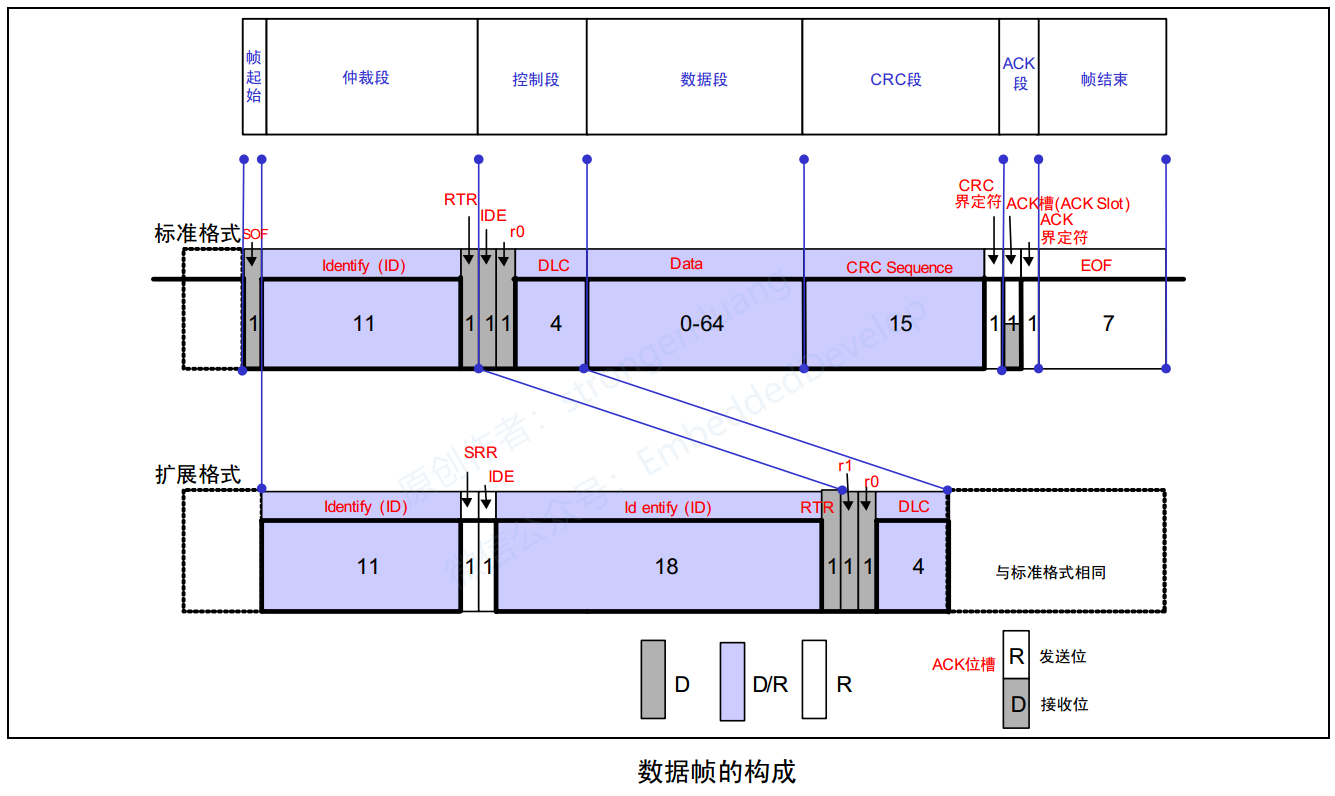 帧起始
仲裁段
控制段
数据段
CRC段
ACK段
帧结束
标准格式
SOF
RTR
IDE
r0
CRC
界定符
ACK槽(ACK Slot)
ACK
界定符
Identify (ID)
DLC
Data
CRC Sequence
EOF
1
11
1
1
1
4
0-64
15
1
1
1
7
原创作者：strongerHuang
微信公众号：EmbeddedDevelop
扩展格式
SRR
IDE
r1
r0
Identify (ID)
Id entify (ID)
RTR
DLC
11
1
1
18
1
1
1
4
与标准格式相同
D
D/R
R
ACK位槽
R
发送位
D
接收位
数据帧的构成